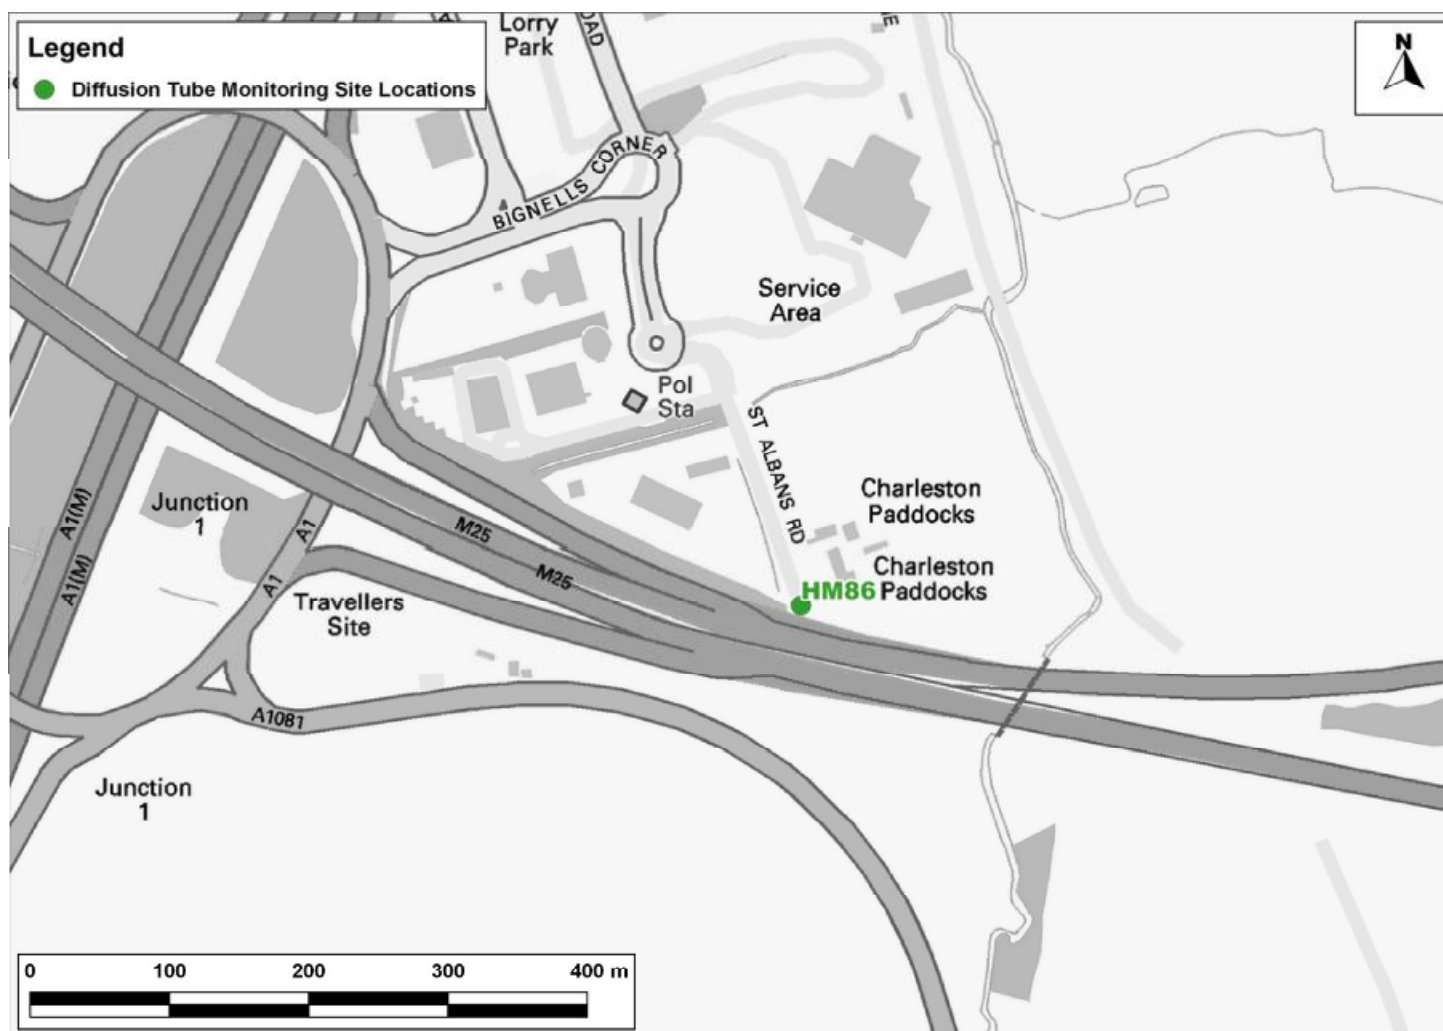 Legend
Diffusion Tube Monitoring Site Locations
Lorry
Park
N
BIGNELLS CORNER
Service
Area
Pol
Sta
ST ALBANS RD
Charleston
Paddocks
Charleston
Paddocks
HM86
Junction
1
A1(M)
A1(M)
A1
A1
M25
M25
Travellers
Site
A1081
Junction
1
0 100 200 300 400 m